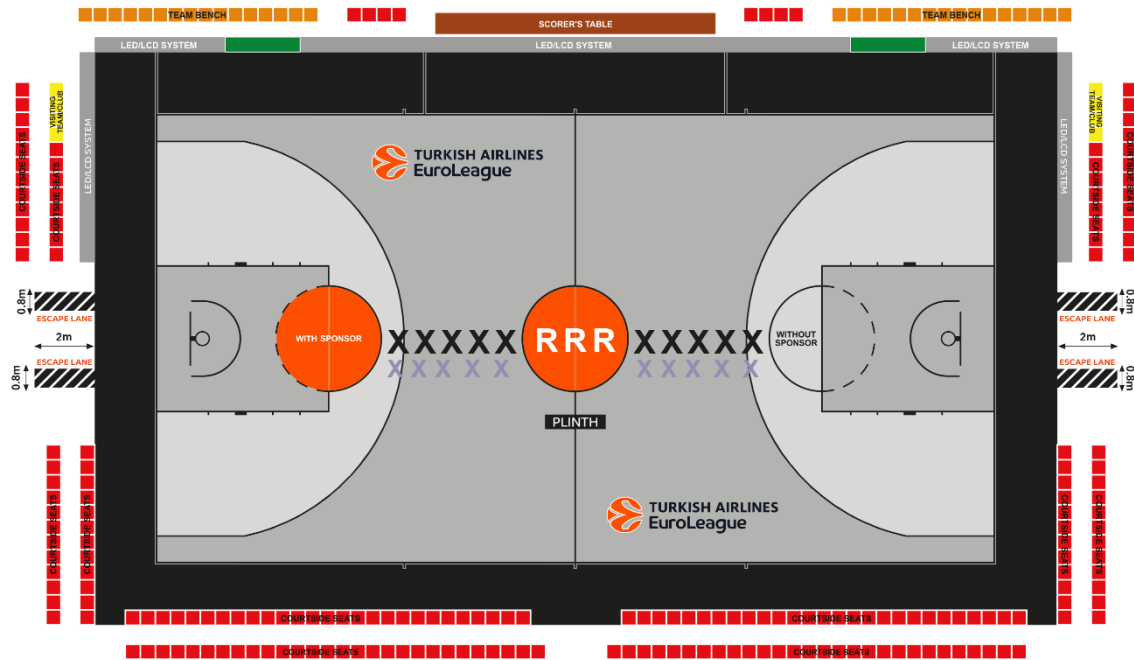 TEAM BENCH
SCORER'S TABLE
TEAM BENCH
LED/LCD SYSTEM
LED/LCD SYSTEM
LED/LCD SYSTEM
COURTSIDE SEATS
VISITING
TEAM/CLUB
COURTSIDE SEATS
LED/LCD SYSTEM
TURKISH AIRLINES
EuroLeague
LED/LCD SYSTEM
VISITING
TEAM/CLUB
COURTSIDE SEATS
COURTSIDE SEATS
0.8m
ESCAPE LANE
2m
ESCAPE LANE
0.8m
WITH SPONSOR
XXXXX
RRR
XXXXX
WITHOUT
SPONSOR
XXXXX
XXXXX
0.8m
ESCAPE LANE
2m
ESCAPE LANE
0.8m
PLINTH
TURKISH AIRLINES
EuroLeague
COURTSIDE SEATS
COURTSIDE SEATS
COURTSIDE SEATS
COURTSIDE SEATS
COURTSIDE SEATS
COURTSIDE SEATS
COURTSIDE SEATS
COURTSIDE SEATS